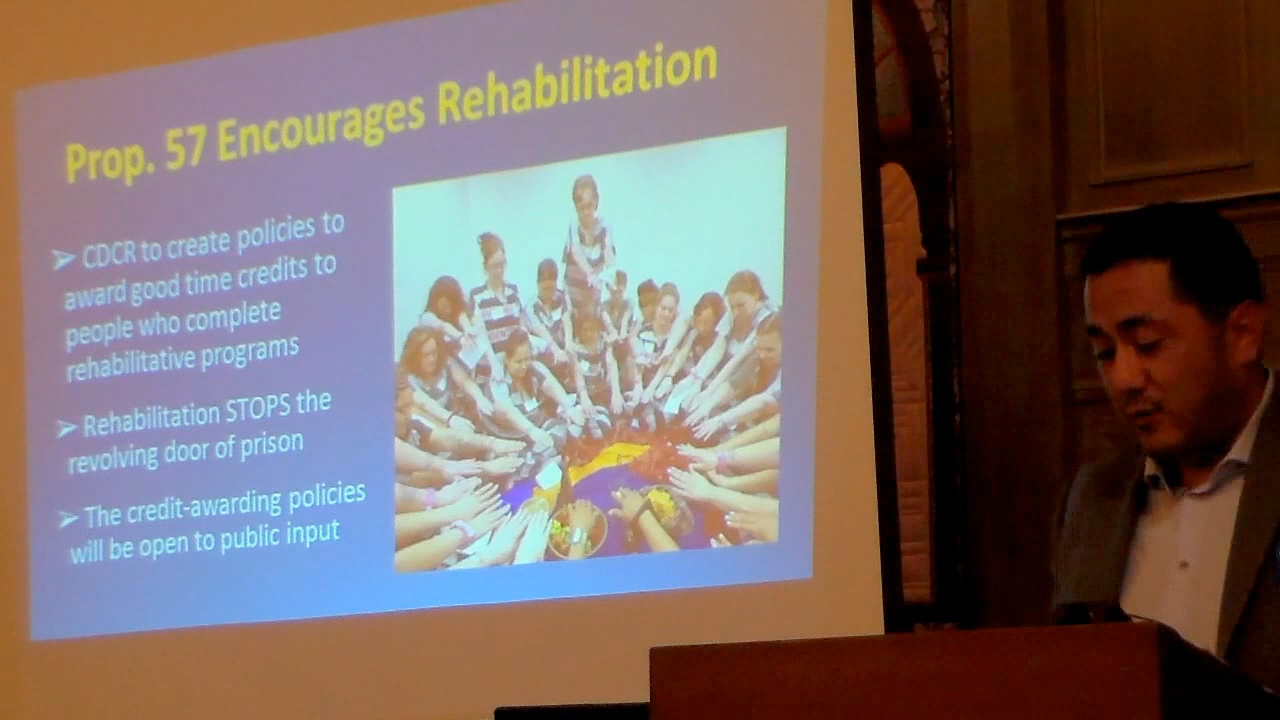 Prop. 57 Encourages Rehabilitation
➢ CDCR to create policies to
award good time credits to
people who complete
rehabilitative programs
➢ Rehabilitation STOPS the
revolving door of prison
➢ The credit-awarding policies
will be open to public input